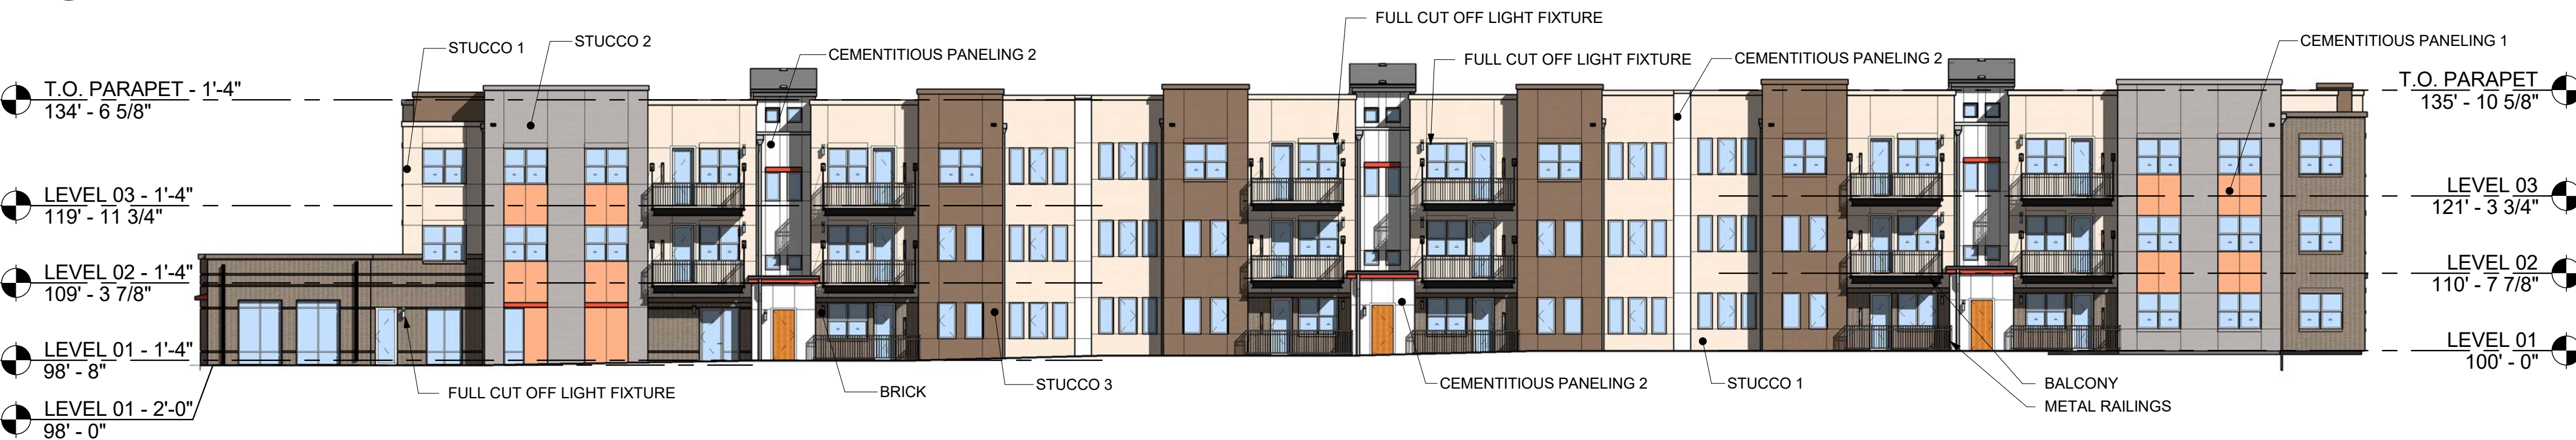 FULL CUT OFF LIGHT FIXTURE
STUCCO 1
STUCCO 2
CEMENTITIOUS PANELING 2
FULL CUT OFF LIGHT FIXTURE
CEMENTITIOUS PANELING 2
CEMENTITIOUS PANELING 1
T.O. PARAPET - 1'-4"
134' - 6 5/8"
T.O. PARAPET
135' - 10 5/8"
LEVEL 03 - 1'-4"
119' - 11 3/4"
LEVEL 03
121' - 3 3/4"
LEVEL 02 - 1'-4"
109' - 3 7/8"
LEVEL 02
110' - 7 7/8"
LEVEL 01 - 1'-4"
98' - 8"
LEVEL 01
100' - 0"
FULL CUT OFF LIGHT FIXTURE
BRICK
STUCCO 3
CEMENTITIOUS PANELING 2
STUCCO 1
BALCONY
METAL RAILINGS
LEVEL 01 - 2'-0"
98' - 0"